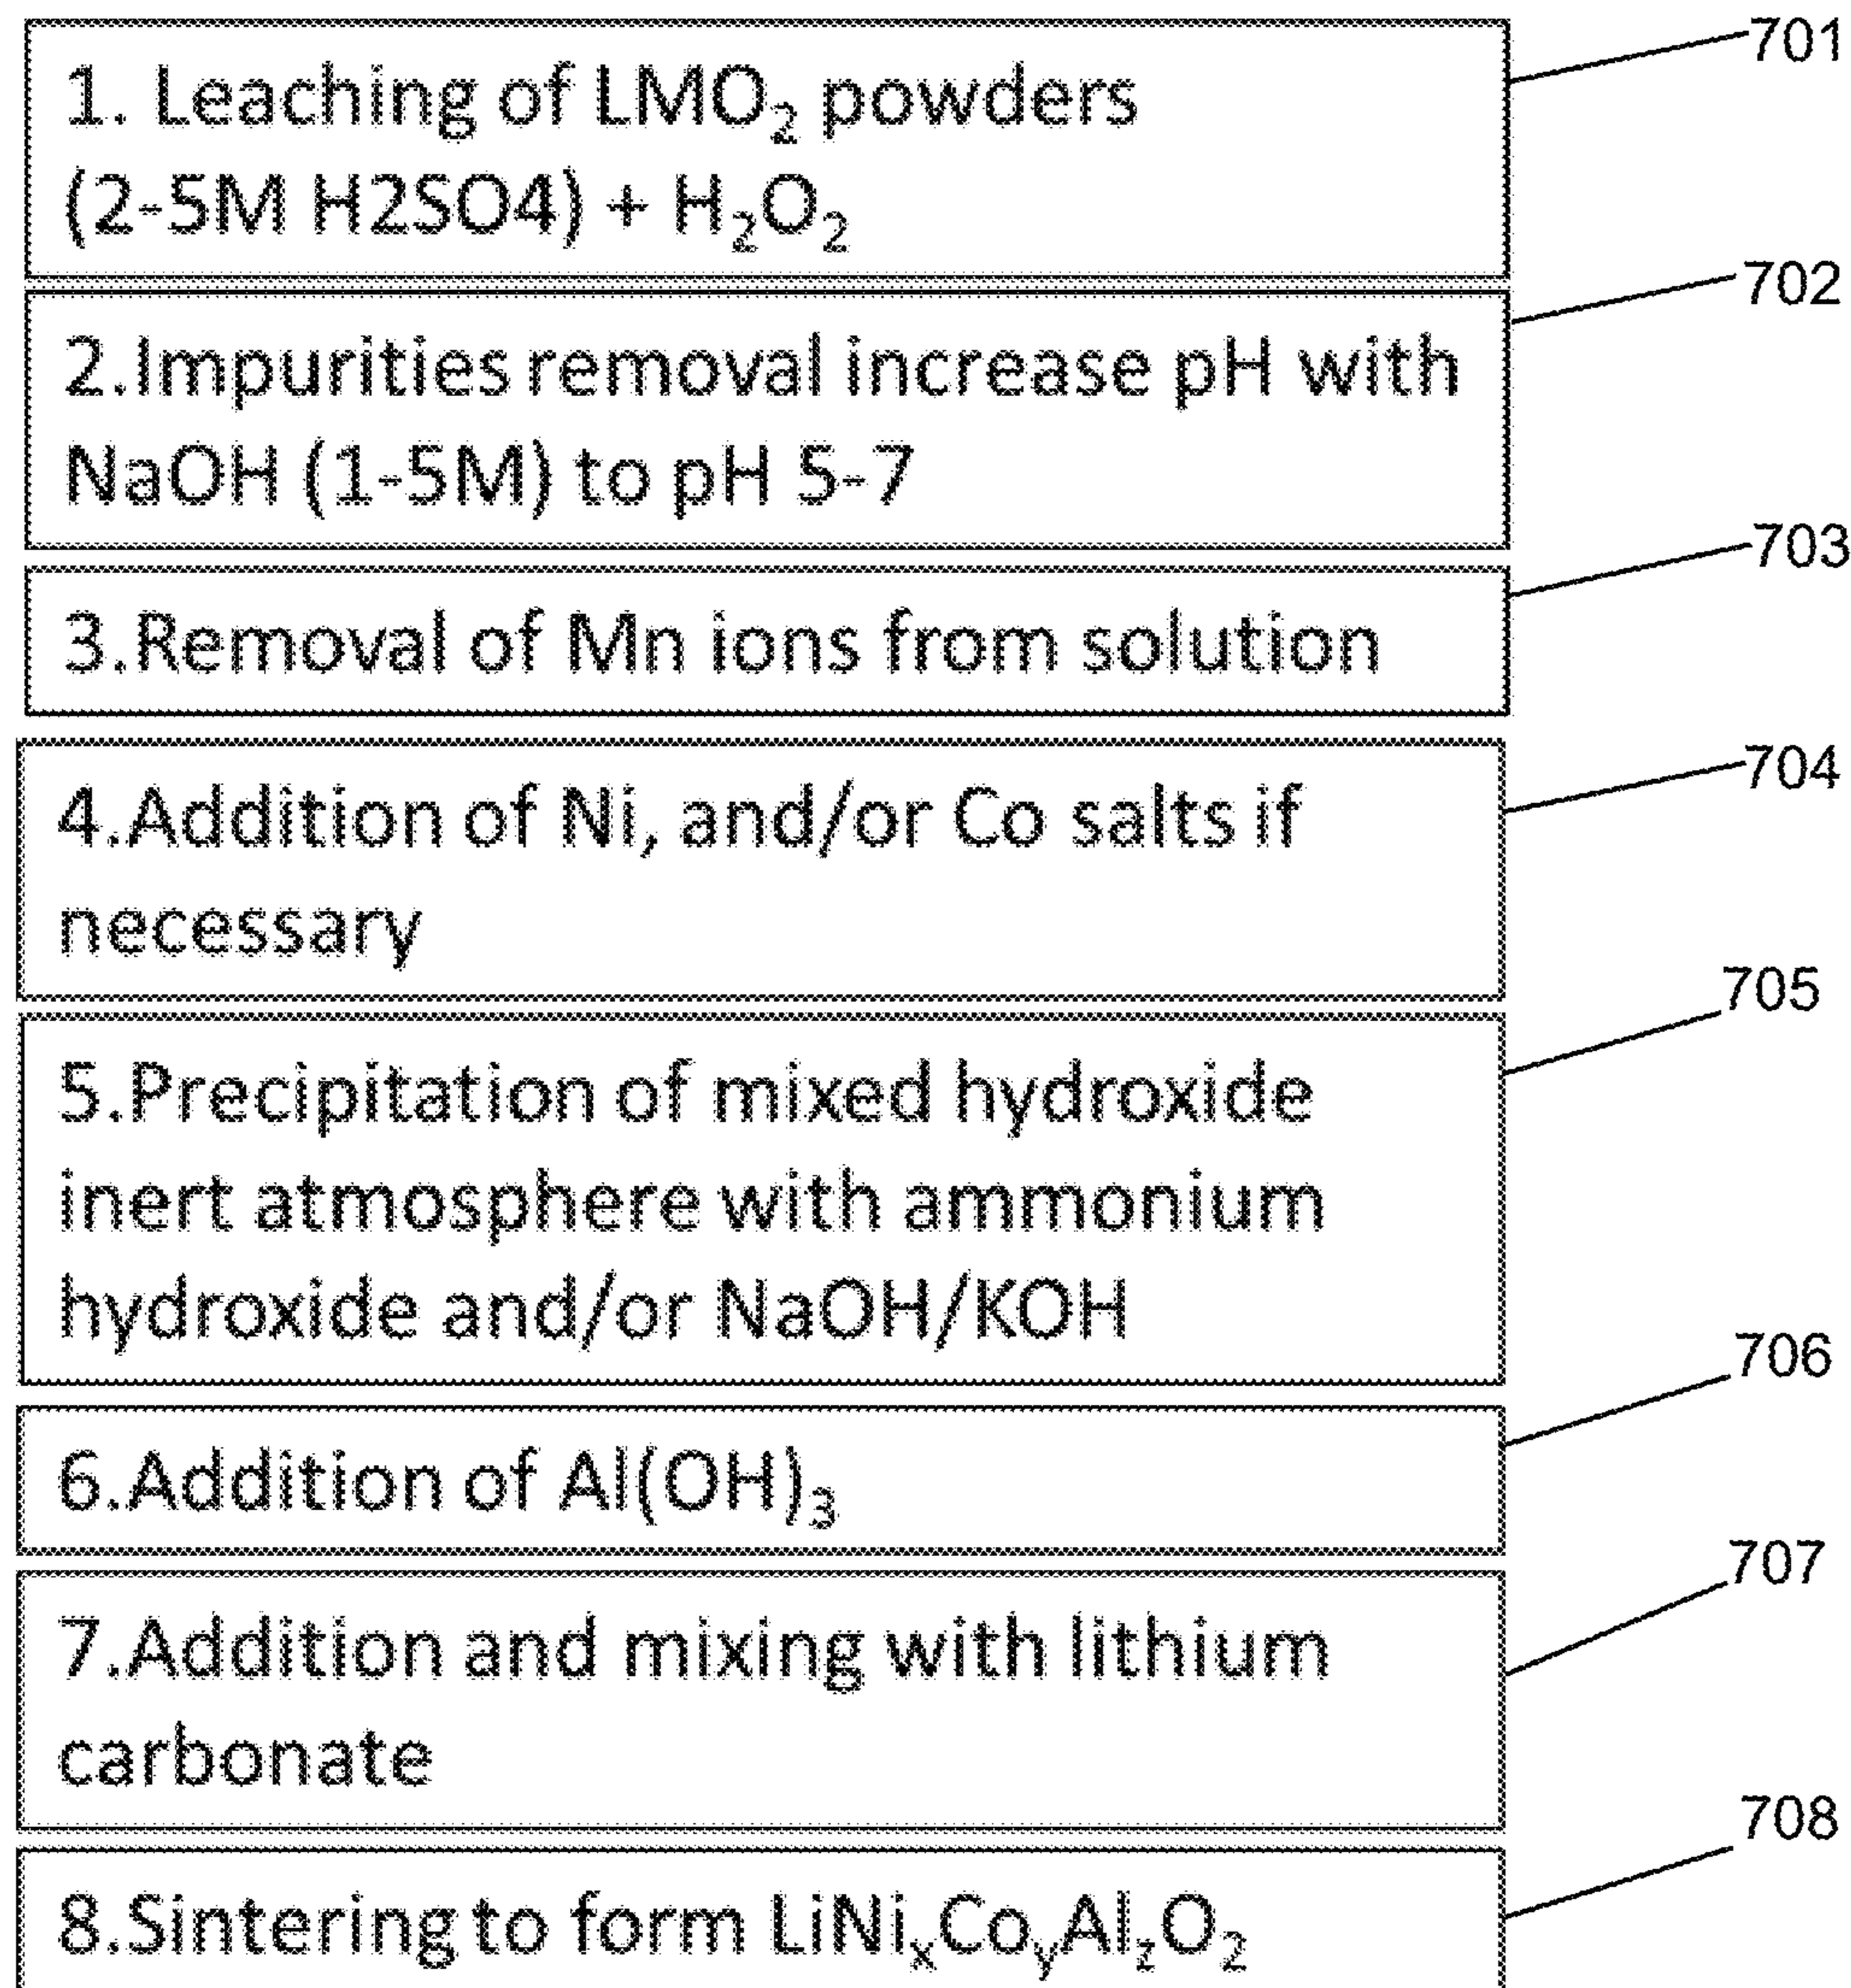 701
1. Leaching of LMO₂ powders
(2-5M H2SO4) + H₂O₂
702
2.Impurities removal increase pH with
NaOH (1-5M) to pH 5-7
703
3.Removal of Mn ions from solution
704
4.Addition of Ni, and/or Co salts if
necessary
705
5.Precipitation of mixed hydroxide
inert atmosphere with ammonium
hydroxide and/or NaOH/KOH
706
6.Addition of Al(OH)₃
707
7.Addition and mixing with lithium
carbonate
708
8.Sintering to form LiNiₓCoᵧAl_zO₂